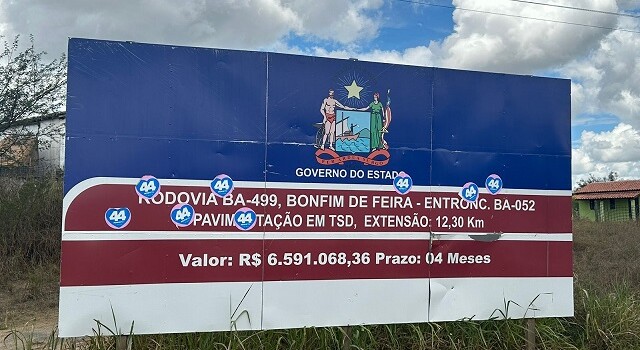 GOVERNO DO ESTADO
44 44 44 44 44
RODOVIA BA-499, BONFIM DE FEIRA - ENTRONC. BA-052
44 44 44
EM TSD, EXTENSÃO: 12,30 Km
Valor: R$ 6.591.068,36 Prazo: 04 Meses